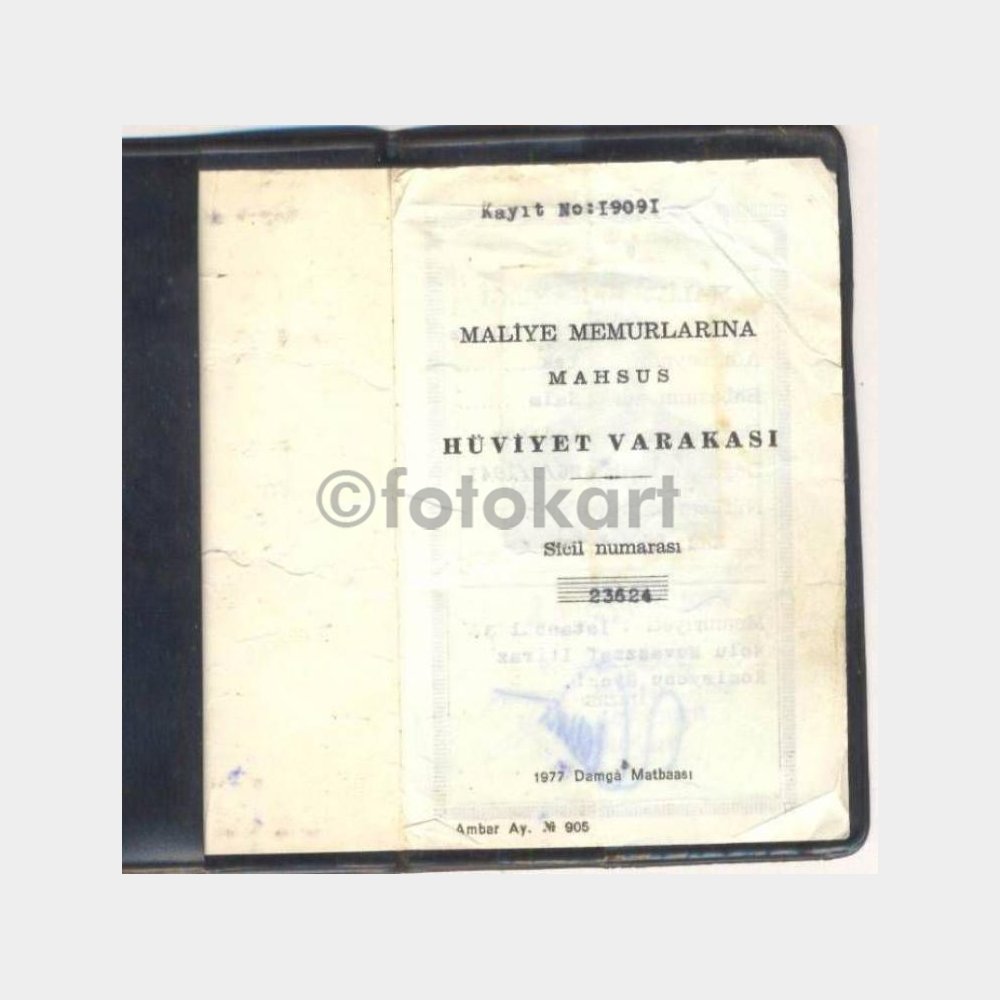 Kayıt No:I909I
MALİYE MEMURLARINA
MAHSUS
HÜVİYET VARAKASI
©fotokart
Sicil numarası
23624
1977 Damga Matbaası
Ambar Ay. № 905